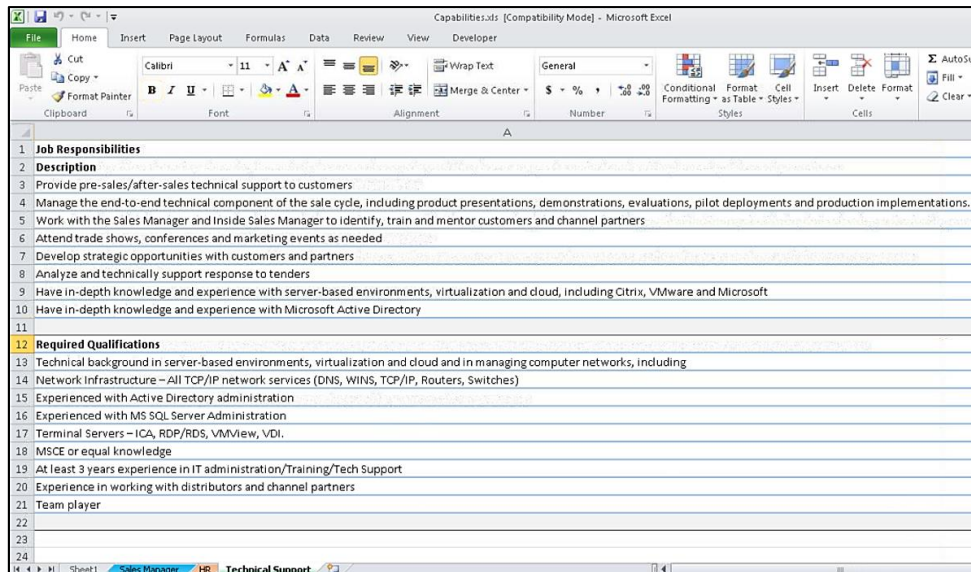 Capabilities.xls [Compatibility Mode] - Microsoft Excel
File Home Insert Page Layout Formulas Data Review View Developer
Cut
Copy
Format Painter
Paste
Calibri 11 A A
B I U A
Wrap Text
Merge & Center
General
$ % ,
Conditional Formatting
Format as Table
Cell Styles
Insert Delete Format
Σ AutoSu
Fill
Clear
Clipboard Font Alignment Number Styles Cells
A
1 Job Responsibilities
2 Description
3 Provide pre-sales/after-sales technical support to customers
4 Manage the end-to-end technical component of the sale cycle, including product presentations, demonstrations, evaluations, pilot deployments and production implementations.
5 Work with the Sales Manager and Inside Sales Manager to identify, train and mentor customers and channel partners
6 Attend trade shows, conferences and marketing events as needed
7 Develop strategic opportunities with customers and partners
8 Analyze and technically support response to tenders
9 Have in-depth knowledge and experience with server-based environments, virtualization and cloud, including Citrix, VMware and Microsoft
10 Have in-depth knowledge and experience with Microsoft Active Directory
11
12 Required Qualifications
13 Technical background in server-based environments, virtualization and cloud and in managing computer networks, including
14 Network Infrastructure – All TCP/IP network services (DNS, WINS, TCP/IP, Routers, Switches)
15 Experienced with Active Directory administration
16 Experienced with MS SQL Server Administration
17 Terminal Servers – ICA, RDP/RDS, VMView, VDI.
18 MSCE or equal knowledge
19 At least 3 years experience in IT administration/Training/Tech Support
20 Experience in working with distributors and channel partners
21 Team player
22
23
24
Sheet1 Sales Manager HR Technical Support